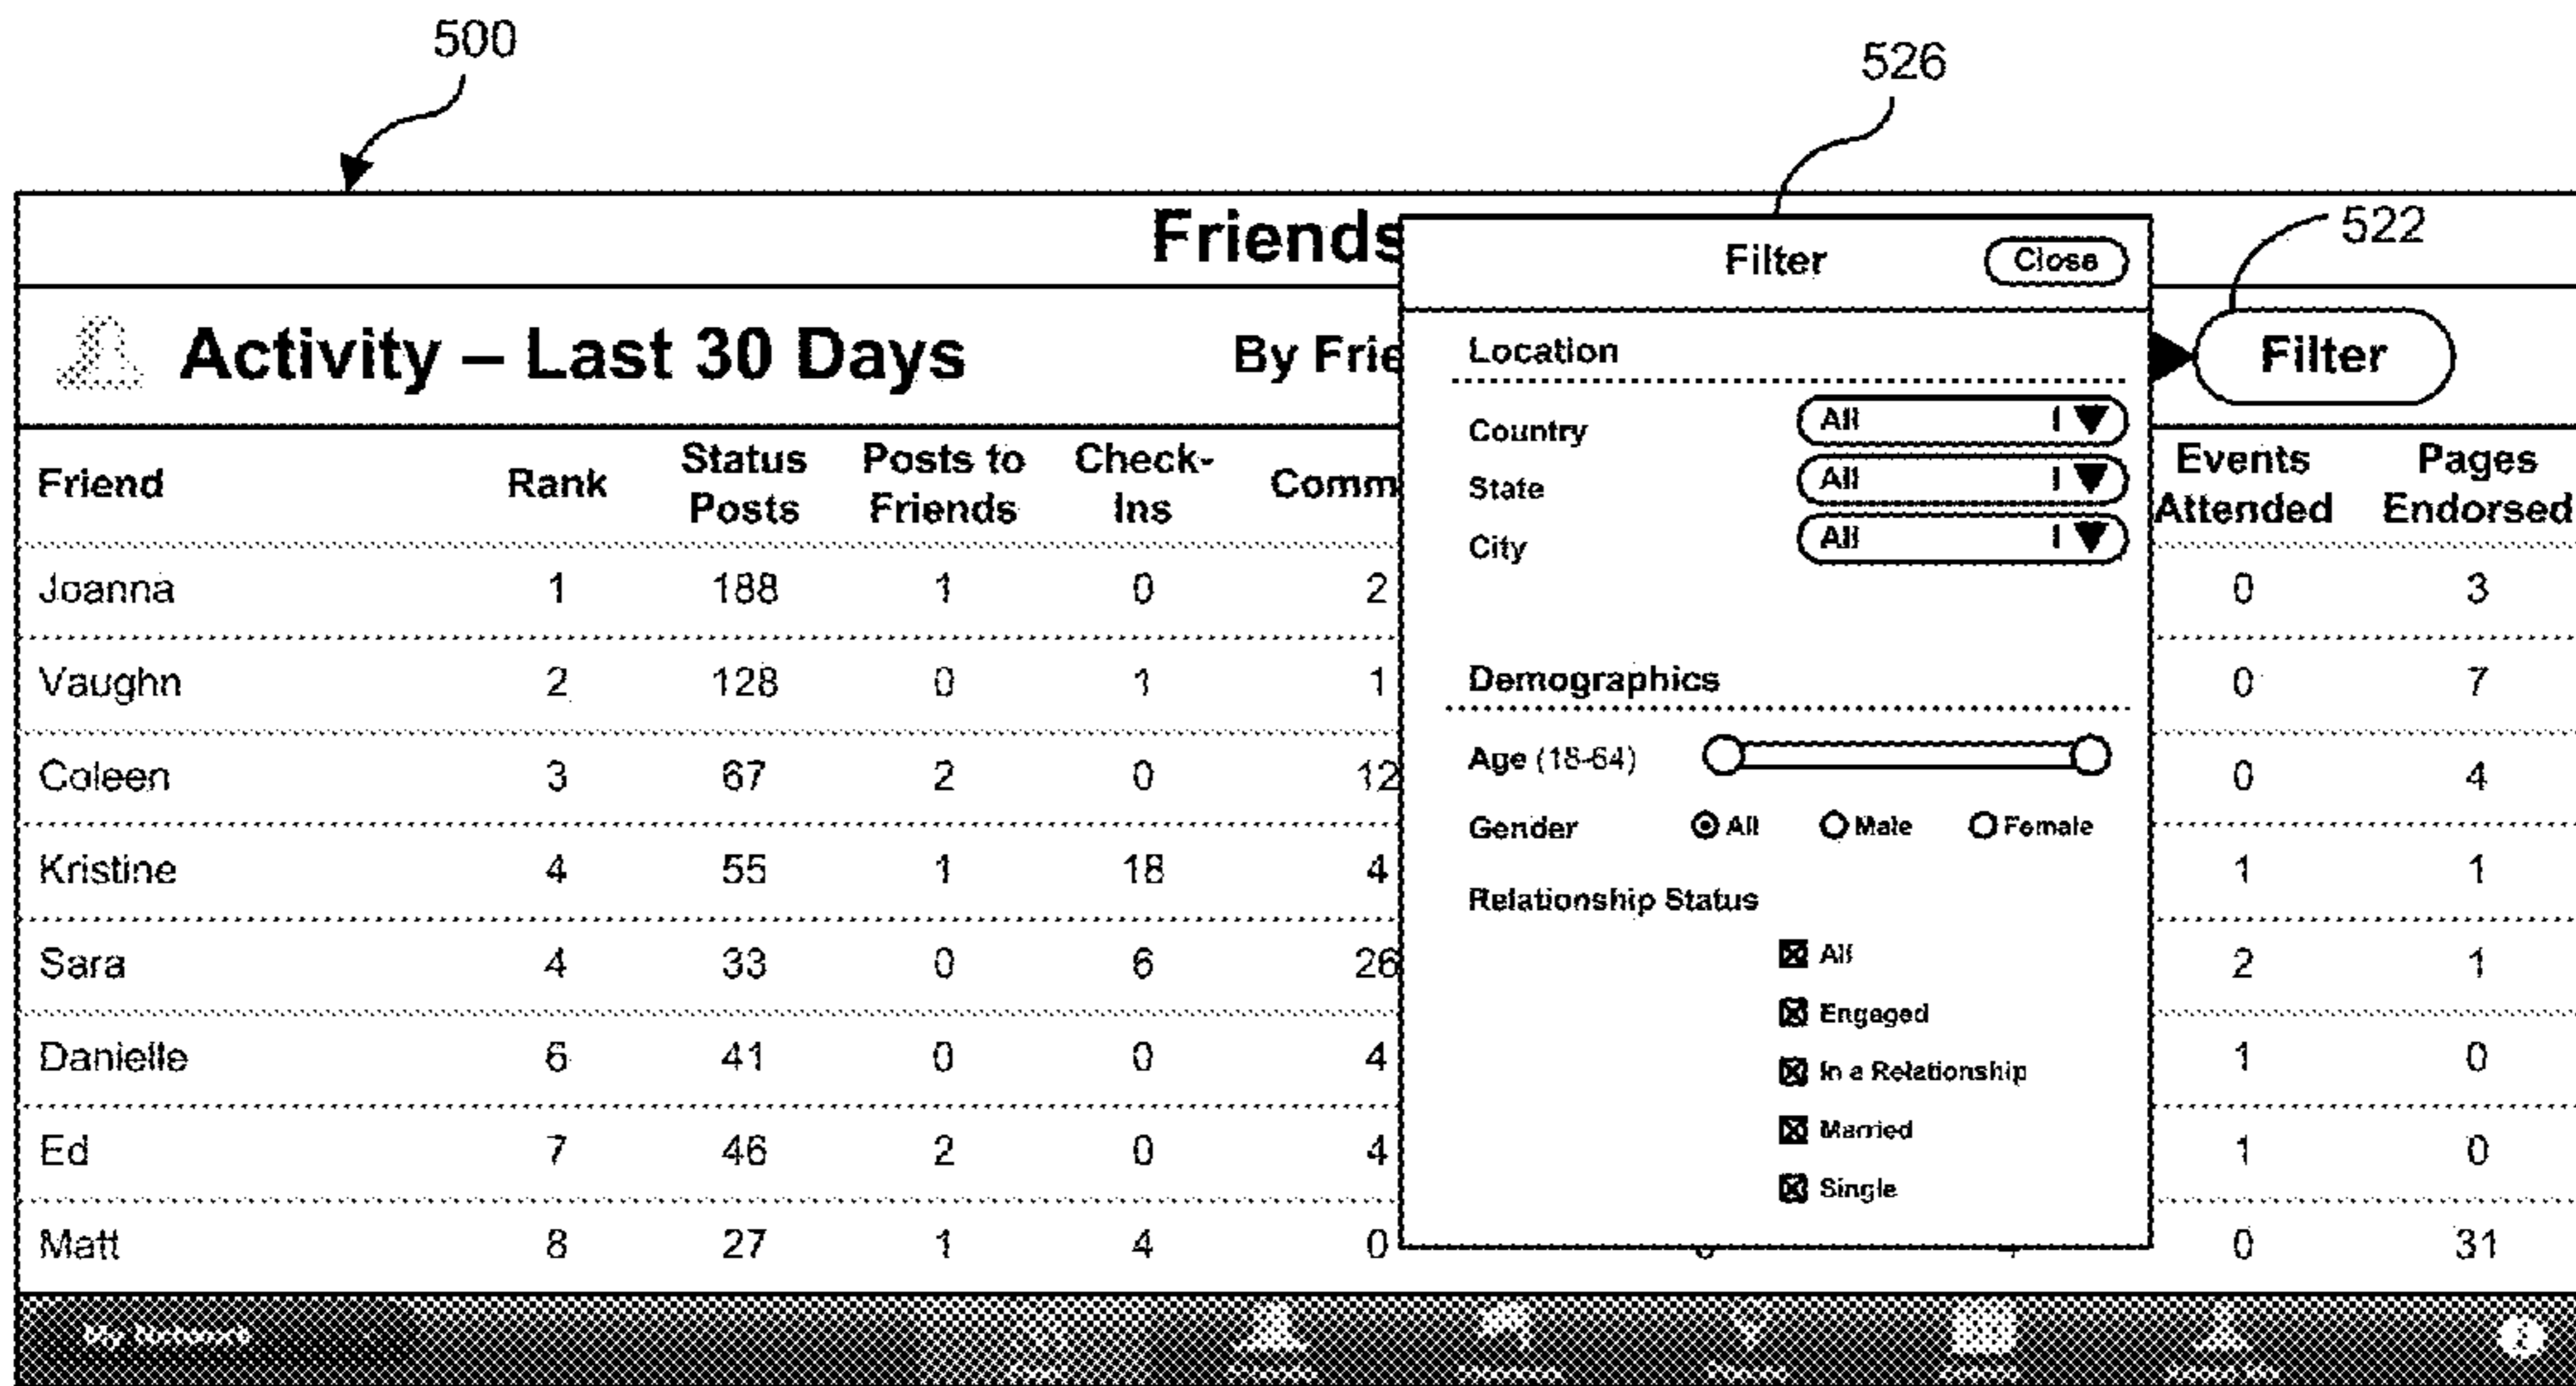 500
526
Friends
Filter Close
522
Activity – Last 30 Days By Frie
Filter
Location
Country All
State All
City All
Friend Rank Status Posts Posts to Friends Check-Ins Comm Events Attended Pages Endorsed
Joanna 1 188 1 0 2 0 3
Vaughn 2 128 0 1 1 0 7
Demographics
Coleen 3 67 2 0 12 0 4
Age (18-64)
Gender All Male Female
Kristine 4 55 1 18 4 1 1
Relationship Status
Sara 4 33 0 6 26 2 1
All
Engaged
Danielle 6 41 0 0 4 1 0
In a Relationship
Married
Ed 7 46 2 0 4 1 0
Single
Matt 8 27 1 4 0 0 31
My Network